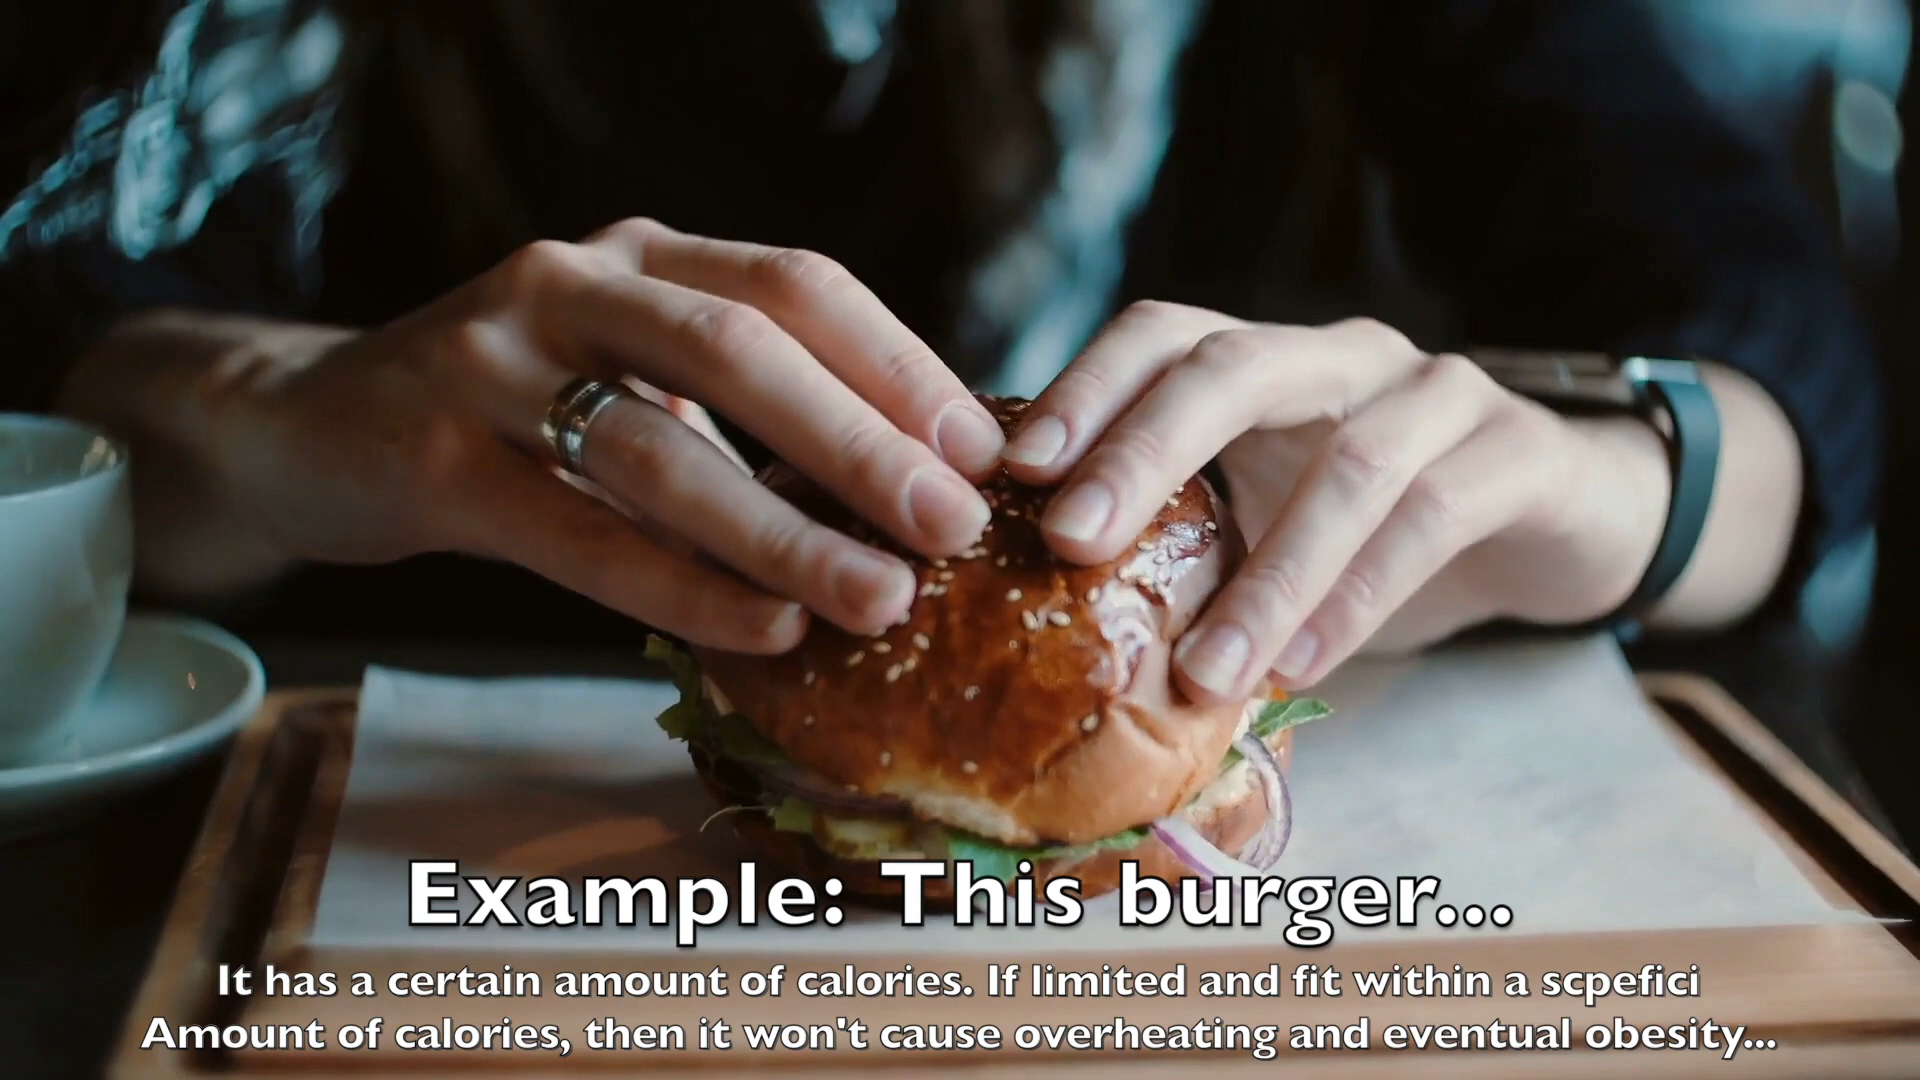 Example: This burger...
It has a certain amount of calories. If limited and fit within a scpefici
Amount of calories, then it won't cause overheating and eventual obesity...